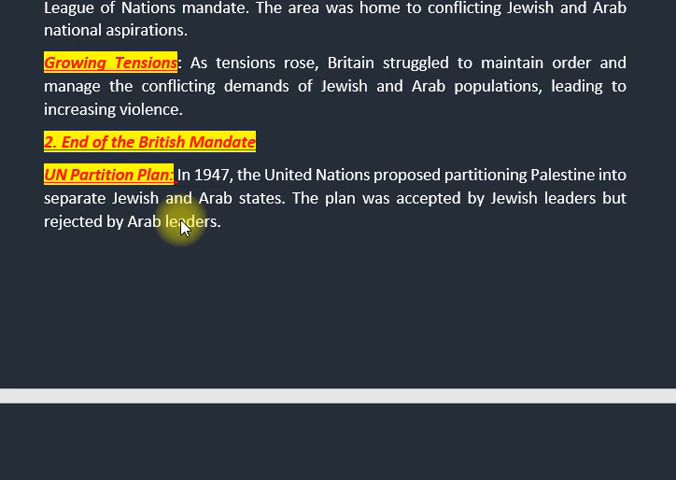 League of Nations mandate. The area was home to conflicting Jewish and Arab
national aspirations.
Growing Tensions: As tensions rose, Britain struggled to maintain order and
manage the conflicting demands of Jewish and Arab populations, leading to
increasing violence.
2. End of the British Mandate
UN Partition Plan: In 1947, the United Nations proposed partitioning Palestine into
separate Jewish and Arab states. The plan was accepted by Jewish leaders but
rejected by Arab leaders.